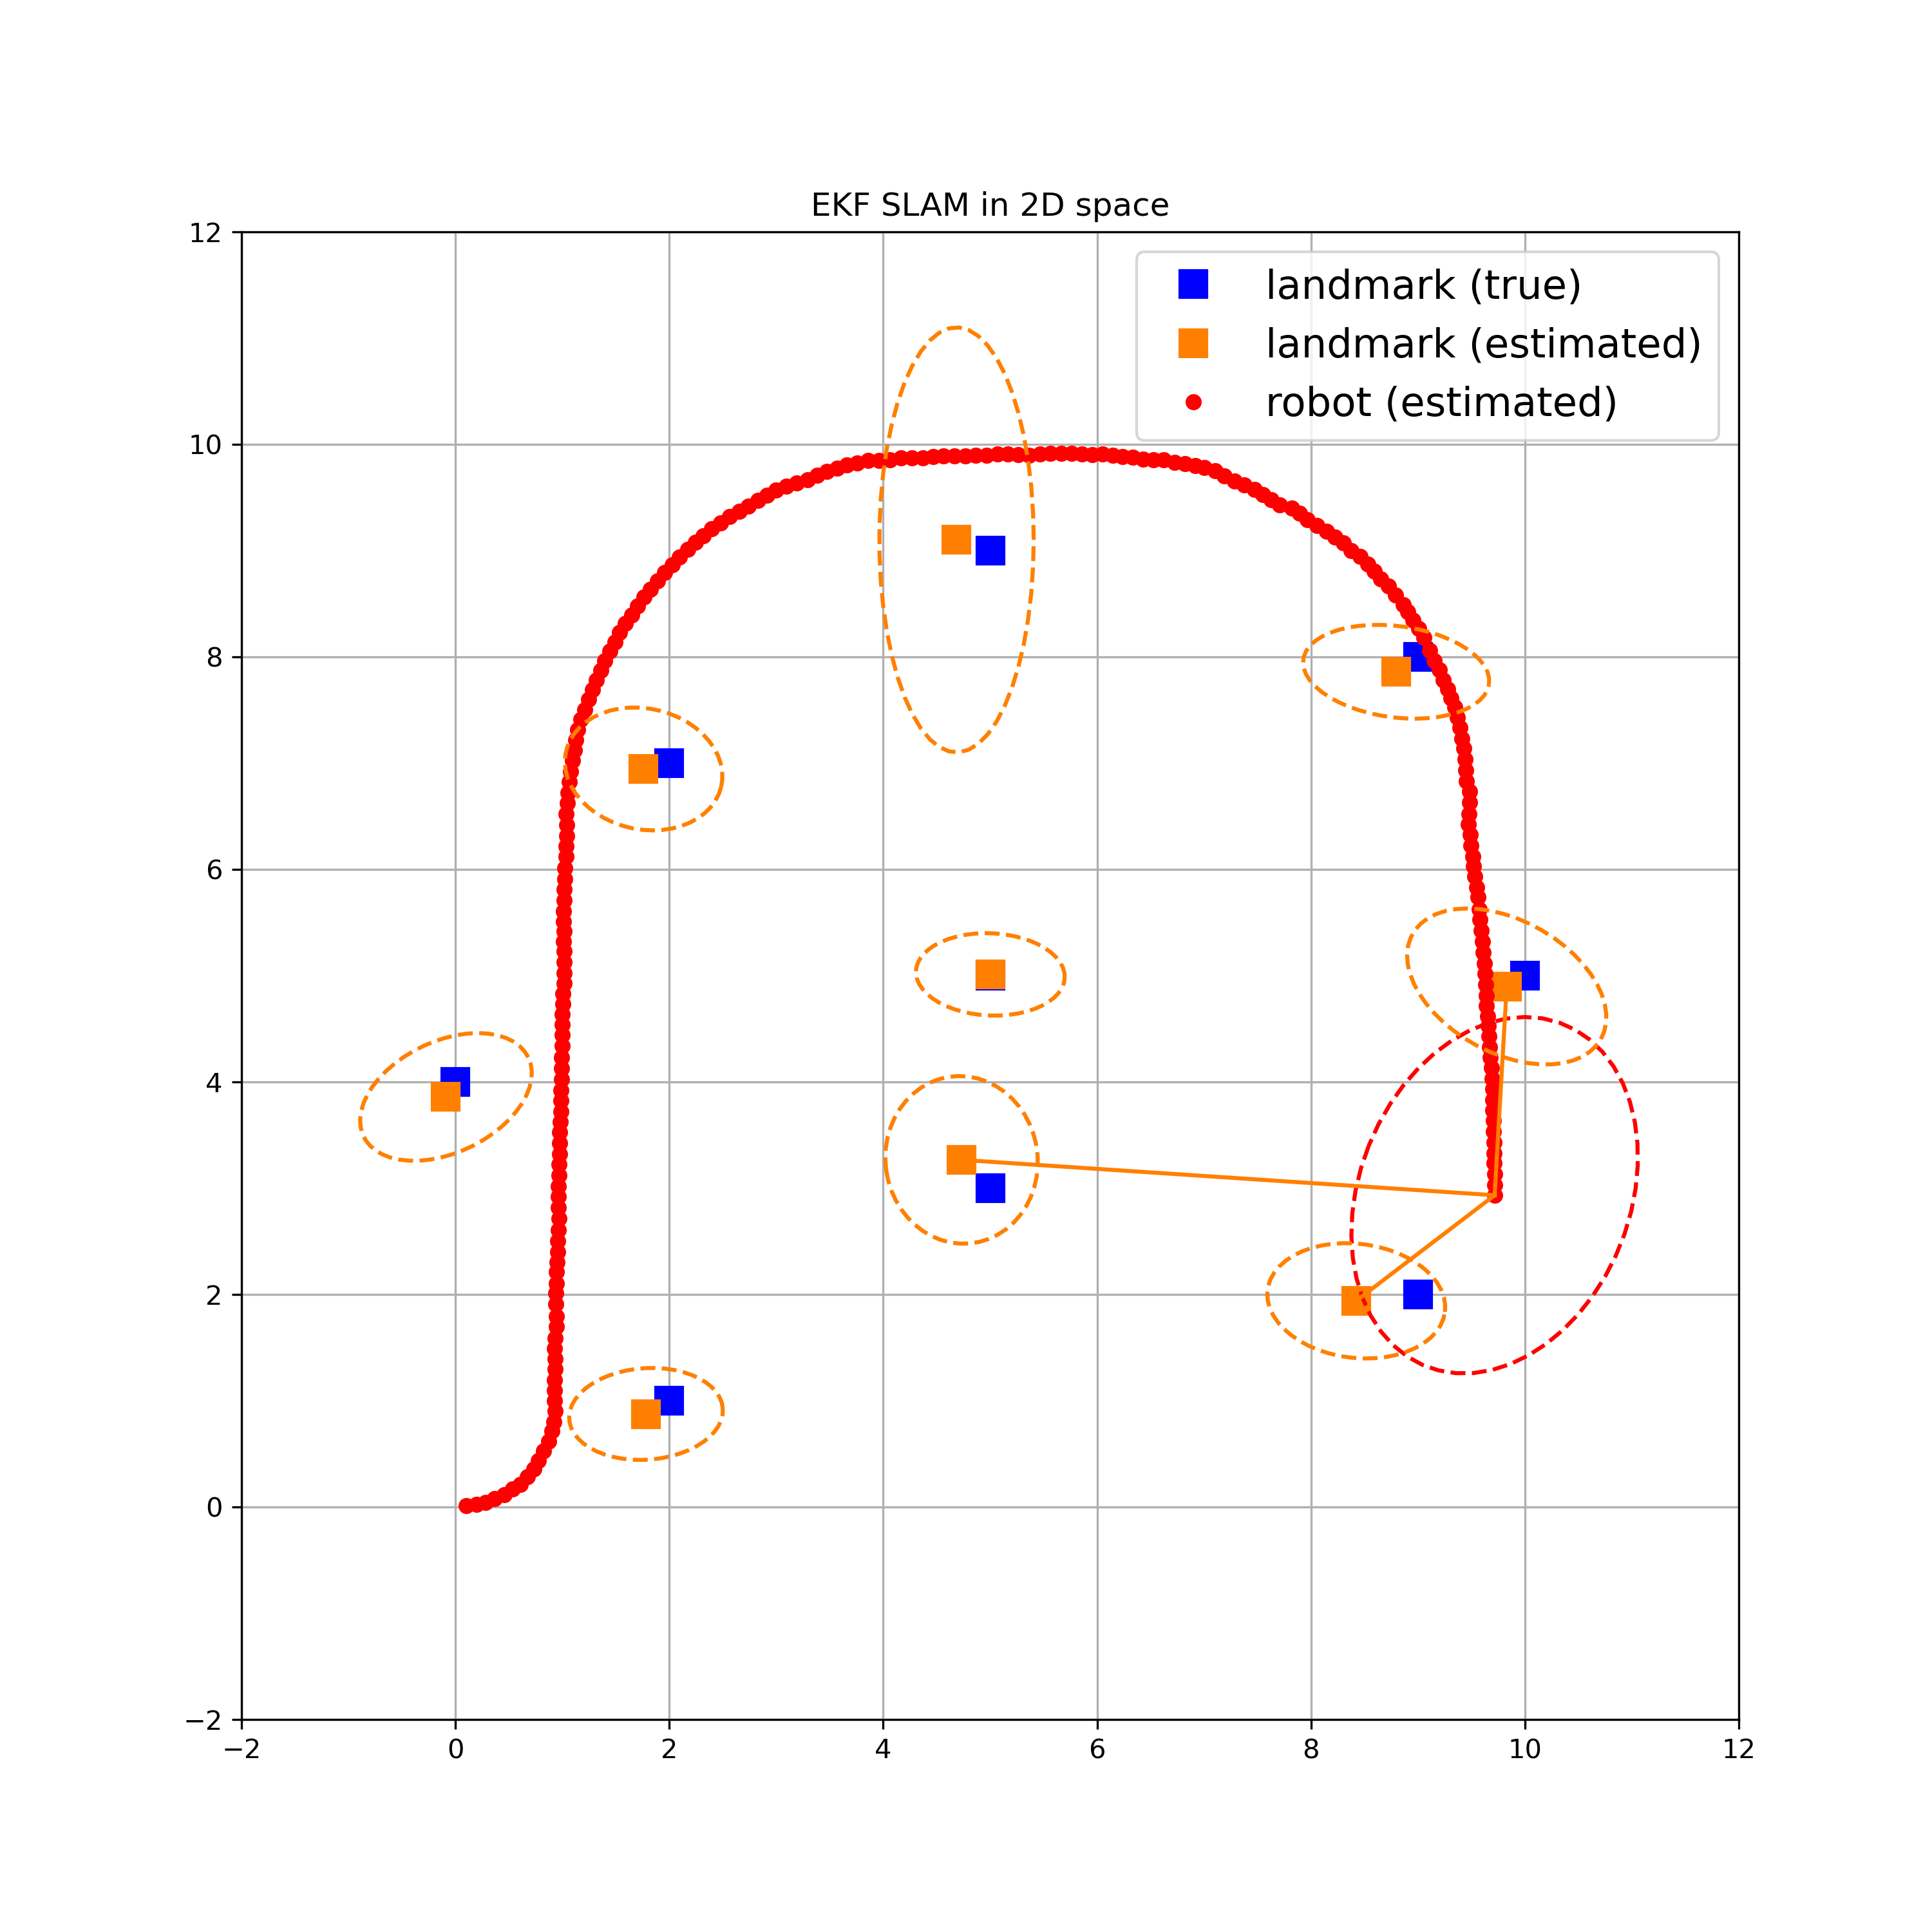 EKF SLAM in 2D space
12
landmark (true)
landmark (estimated)
robot (estimated)
10
8
6
4
2
0
−2
−2 0 2 4 6 8 10 12